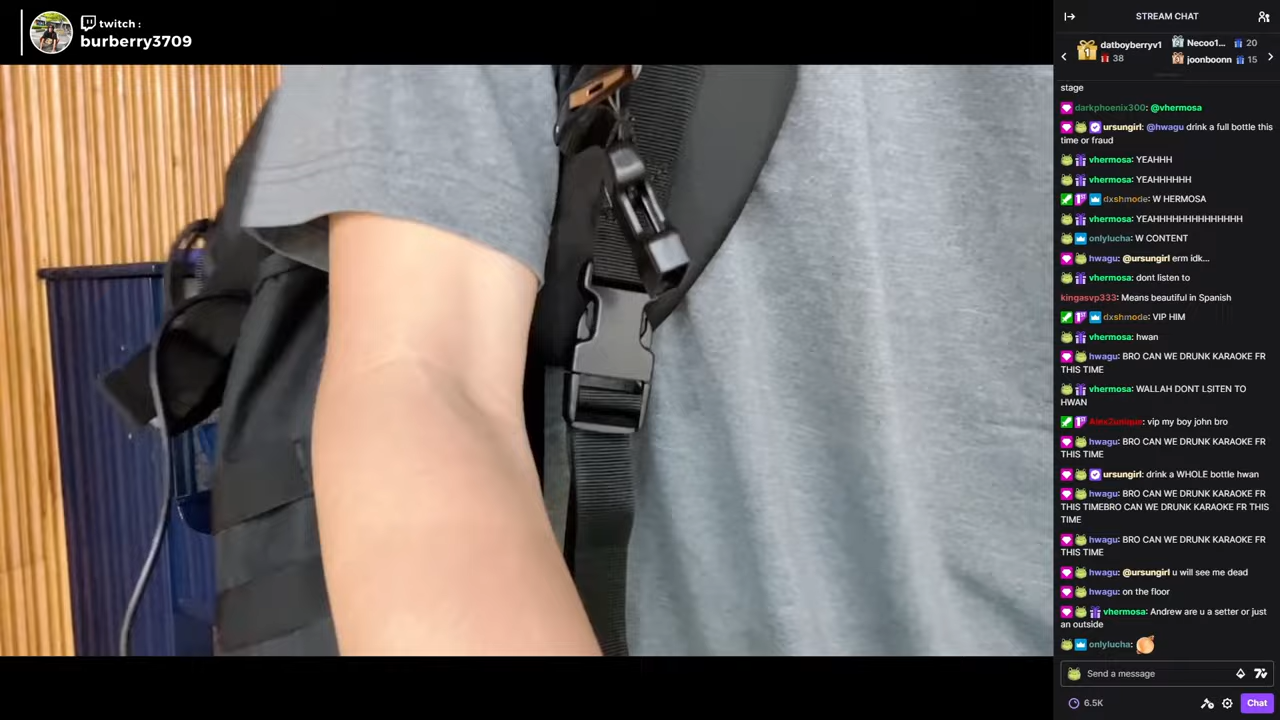 twitch :
burberry3709
STREAM CHAT
datboyberryv1
38
Necoo1... 20
joonboonn 15
stage
darkphoenix300: @vhermosa
ursungirl: @hwagu drink a full bottle this
time or fraud
vhermosa: YEAHHH
vhermosa: YEAHHHHHH
dxshmode: W HERMOSA
vhermosa: YEAHHHHHHHHHHHHHH
onlylucha: W CONTENT
hwagu: @ursungirl erm idk...
vhermosa: dont listen to
kingasvp333: Means beautiful in Spanish
dxshmode: VIP HIM
vhermosa: hwan
hwagu: BRO CAN WE DRUNK KARAOKE FR
THIS TIME
vhermosa: WALLAH DONT LSITEN TO
HWAN
Alex2unique: vip my boy john bro
hwagu: BRO CAN WE DRUNK KARAOKE FR
THIS TIME
ursungirl: drink a WHOLE bottle hwan
hwagu: BRO CAN WE DRUNK KARAOKE FR
THIS TIMEBRO CAN WE DRUNK KARAOKE FR THIS
TIME
hwagu: BRO CAN WE DRUNK KARAOKE FR
THIS TIME
hwagu: @ursungirl u will see me dead
hwagu: on the floor
vhermosa: Andrew are u a setter or just
an outside
onlylucha:
Send a message
6.5K
Chat